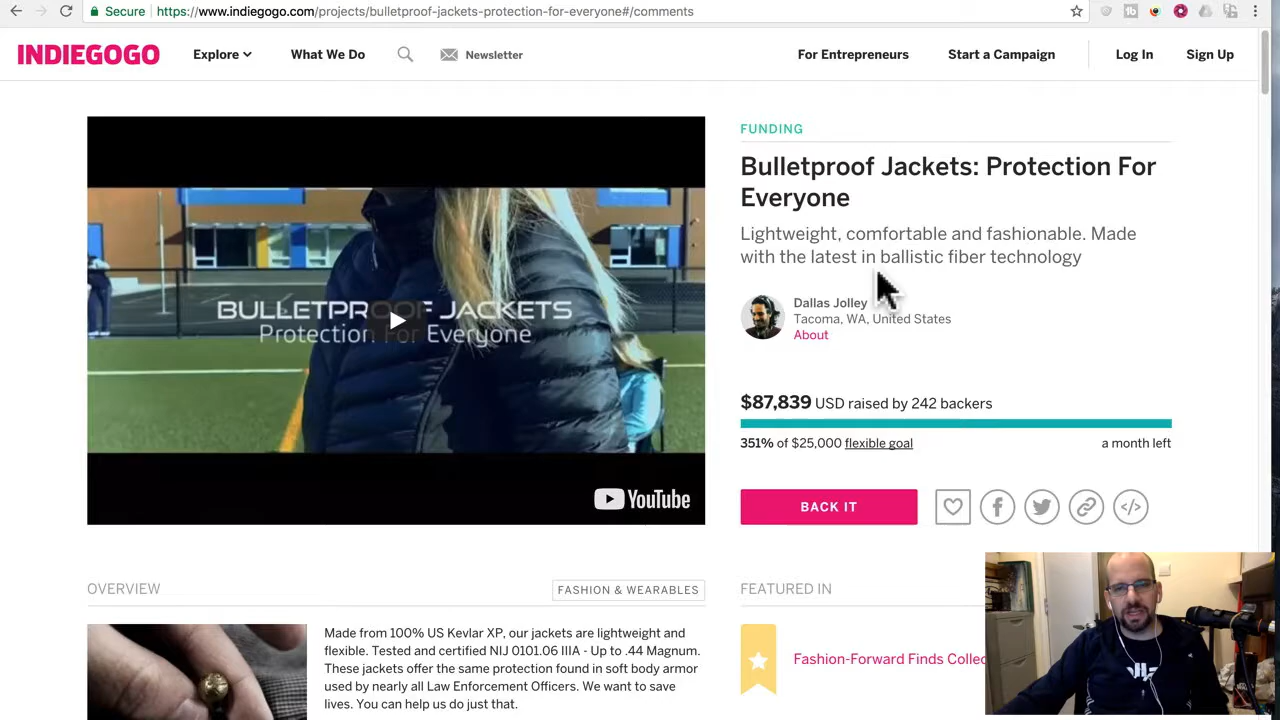 Secure
https://www.indiegogo.com/projects/bulletproof-jackets-protection-for-everyone#/comments
INDIEGOGO
Explore
What We Do
Newsletter
For Entrepreneurs
Start a Campaign
Log In
Sign Up
BULLETPROOF JACKETS
Protection For Everyone
YouTube
FUNDING
Bulletproof Jackets: Protection For
Everyone
Lightweight, comfortable and fashionable. Made
with the latest in ballistic fiber technology
Dallas Jolley
Tacoma, WA, United States
About
$87,839 USD raised by 242 backers
351% of $25,000 flexible goal
a month left
BACK IT
OVERVIEW
FASHION & WEARABLES
Made from 100% US Kevlar XP, our jackets are lightweight and
flexible. Tested and certified NIJ 0101.06 IIIA - Up to .44 Magnum.
These jackets offer the same protection found in soft body armor
used by nearly all Law Enforcement Officers. We want to save
lives. You can help us do just that.
FEATURED IN
Fashion-Forward Finds